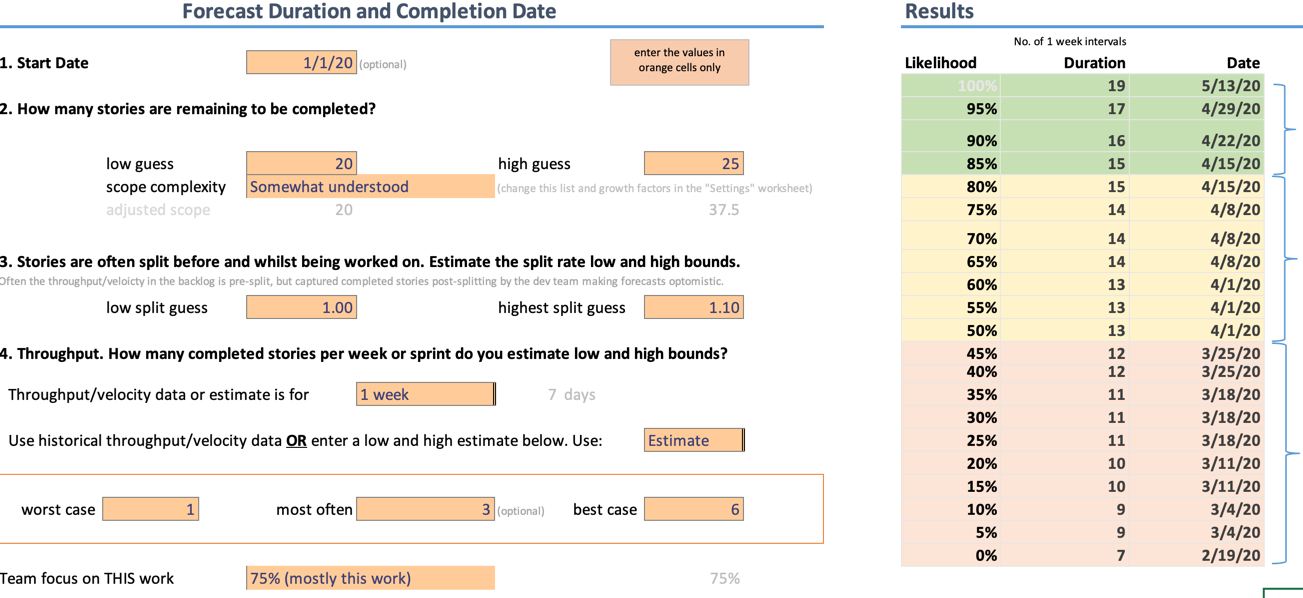 Forecast Duration and Completion Date
1. Start Date 1/1/20 (optional)
enter the values in
orange cells only
2. How many stories are remaining to be completed?
low guess 20 high guess 25
scope complexity Somewhat understood (change this list and growth factors in the "Settings" worksheet)
adjusted scope 20 37.5
3. Stories are often split before and whilst being worked on. Estimate the split rate low and high bounds.
Often the throughput/veloicty in the backlog is pre-split, but captured completed stories post-splitting by the dev team making forecasts optomistic.
low split guess 1.00 highest split guess 1.10
4. Throughput. How many completed stories per week or sprint do you estimate low and high bounds?
Throughput/velocity data or estimate is for 1 week 7 days
Use historical throughput/velocity data OR enter a low and high estimate below. Use: Estimate
worst case 1 most often 3 (optional) best case 6
Team focus on THIS work 75% (mostly this work) 75%
Results
No. of 1 week intervals
Likelihood Duration Date
100% 19 5/13/20
95% 17 4/29/20
90% 16 4/22/20
85% 15 4/15/20
80% 15 4/15/20
75% 14 4/8/20
70% 14 4/8/20
65% 14 4/8/20
60% 13 4/1/20
55% 13 4/1/20
50% 13 4/1/20
45% 12 3/25/20
40% 12 3/25/20
35% 11 3/18/20
30% 11 3/18/20
25% 11 3/18/20
20% 10 3/11/20
15% 10 3/11/20
10% 9 3/4/20
5% 9 3/4/20
0% 7 2/19/20